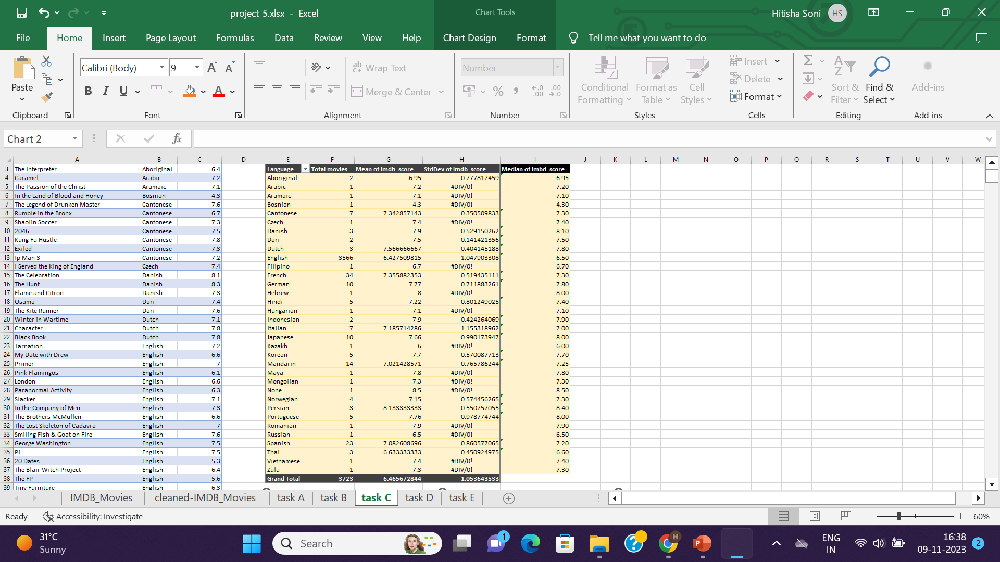 project_5.xlsx - Excel
Chart Tools
Hitisha Soni HS
File Home Insert Page Layout Formulas Data Review View Help Chart Design Format Tell me what you want to do
Paste
Clipboard
Calibri (Body) 9
B I U
Font
Wrap Text
Merge & Center
Alignment
Number
Number
Conditional Formatting
Format as Table
Cell Styles
Styles
Insert
Delete
Format
Cells
Sort & Filter
Find & Select
Editing
Add-ins
Add-ins
Chart 2 fx
A B C D E F G H I J K L M N O P Q R S T U V W
3 The Interpreter Aboriginal 6.4 Language Total movies Mean of imdb_score StdDev of imdb_score Median of imbd_score
4 Caramel Arabic 7.2 Aboriginal 2 6.95 0.777817459 6.95
5 The Passion of the Christ Aramaic 7.1 Arabic 1 7.2 #DIV/0! 7.20
6 In the Land of Blood and Honey Bosnian 4.3 Aramaic 1 7.1 #DIV/0! 7.10
7 The Legend of Drunken Master Cantonese 7.6 Bosnian 1 4.3 #DIV/0! 4.30
8 Rumble in the Bronx Cantonese 6.7 Cantonese 7 7.342857143 0.350509833 7.30
9 Shaolin Soccer Cantonese 7.3 Czech 1 7.4 #DIV/0! 7.40
10 2046 Cantonese 7.5 Danish 3 7.9 0.529150262 8.10
11 Kung Fu Hustle Cantonese 7.8 Dari 2 7.5 0.141421356 7.50
12 Exiled Cantonese 7.3 Dutch 3 7.566666667 0.404145188 7.80
13 Ip Man 3 Cantonese 7.2 English 3566 6.427509815 1.047903308 6.50
14 I Served the King of England Czech 7.4 Filipino 1 6.7 #DIV/0! 6.70
15 The Celebration Danish 8.1 French 34 7.355882353 0.519435111 7.30
16 The Hunt Danish 8.3 German 10 7.77 0.711883261 7.80
17 Flame and Citron Danish 7.3 Hebrew 1 8 #DIV/0! 8.00
18 Osama Dari 7.4 Hindi 5 7.22 0.801249025 7.40
19 The Kite Runner Dari 7.6 Hungarian 1 7.1 #DIV/0! 7.10
20 Winter in Wartime Dutch 7.1 Indonesian 2 7.9 0.424264069 7.90
21 Character Dutch 7.8 Italian 7 7.185714286 1.155318962 7.00
22 Black Book Dutch 7.8 Japanese 10 7.66 0.990173947 8.00
23 Tarnation English 7.2 Kazakh 1 6 #DIV/0! 6.00
24 My Date with Drew English 6.6 Korean 5 7.7 0.570087713 7.70
25 Primer English 7 Mandarin 14 7.021428571 0.765786244 7.25
26 Pink Flamingos English 6.1 Maya 1 7.8 #DIV/0! 7.80
27 London English 6.6 Mongolian 1 7.3 #DIV/0! 7.30
28 Paranormal Activity English 6.3 None 1 8.5 #DIV/0! 8.50
29 Slacker English 7.1 Norwegian 4 7.15 0.574456265 7.30
30 In the Company of Men English 7.3 Persian 3 8.133333333 0.550757055 8.40
31 The Brothers McMullen English 6.6 Portuguese 5 7.76 0.978774744 8.00
32 The Lost Skeleton of Cadavra English 7 Romanian 1 7.9 #DIV/0! 7.90
33 Smiling Fish & Goat on Fire English 7.6 Russian 1 6.5 #DIV/0! 6.50
34 George Washington English 7.5 Spanish 23 7.082608696 0.860577065 7.20
35 Pi English 7.5 Thai 3 6.633333333 0.450924975 6.60
36 20 Dates English 5.3 Vietnamese 1 7.4 #DIV/0! 7.40
37 The Blair Witch Project English 6.4 Zulu 1 7.3 #DIV/0! 7.30
38 The FP English 5.6 Grand Total 3723 6.465672844 1.053643533
39 Tiny Furniture English 6.3
IMDB_Movies cleaned-IMDB_Movies task A task B task C task D task E
Ready Accessibility: Investigate 60%
31°C
Sunny
Search
1
ENG
IN
16:38
09-11-2023
2